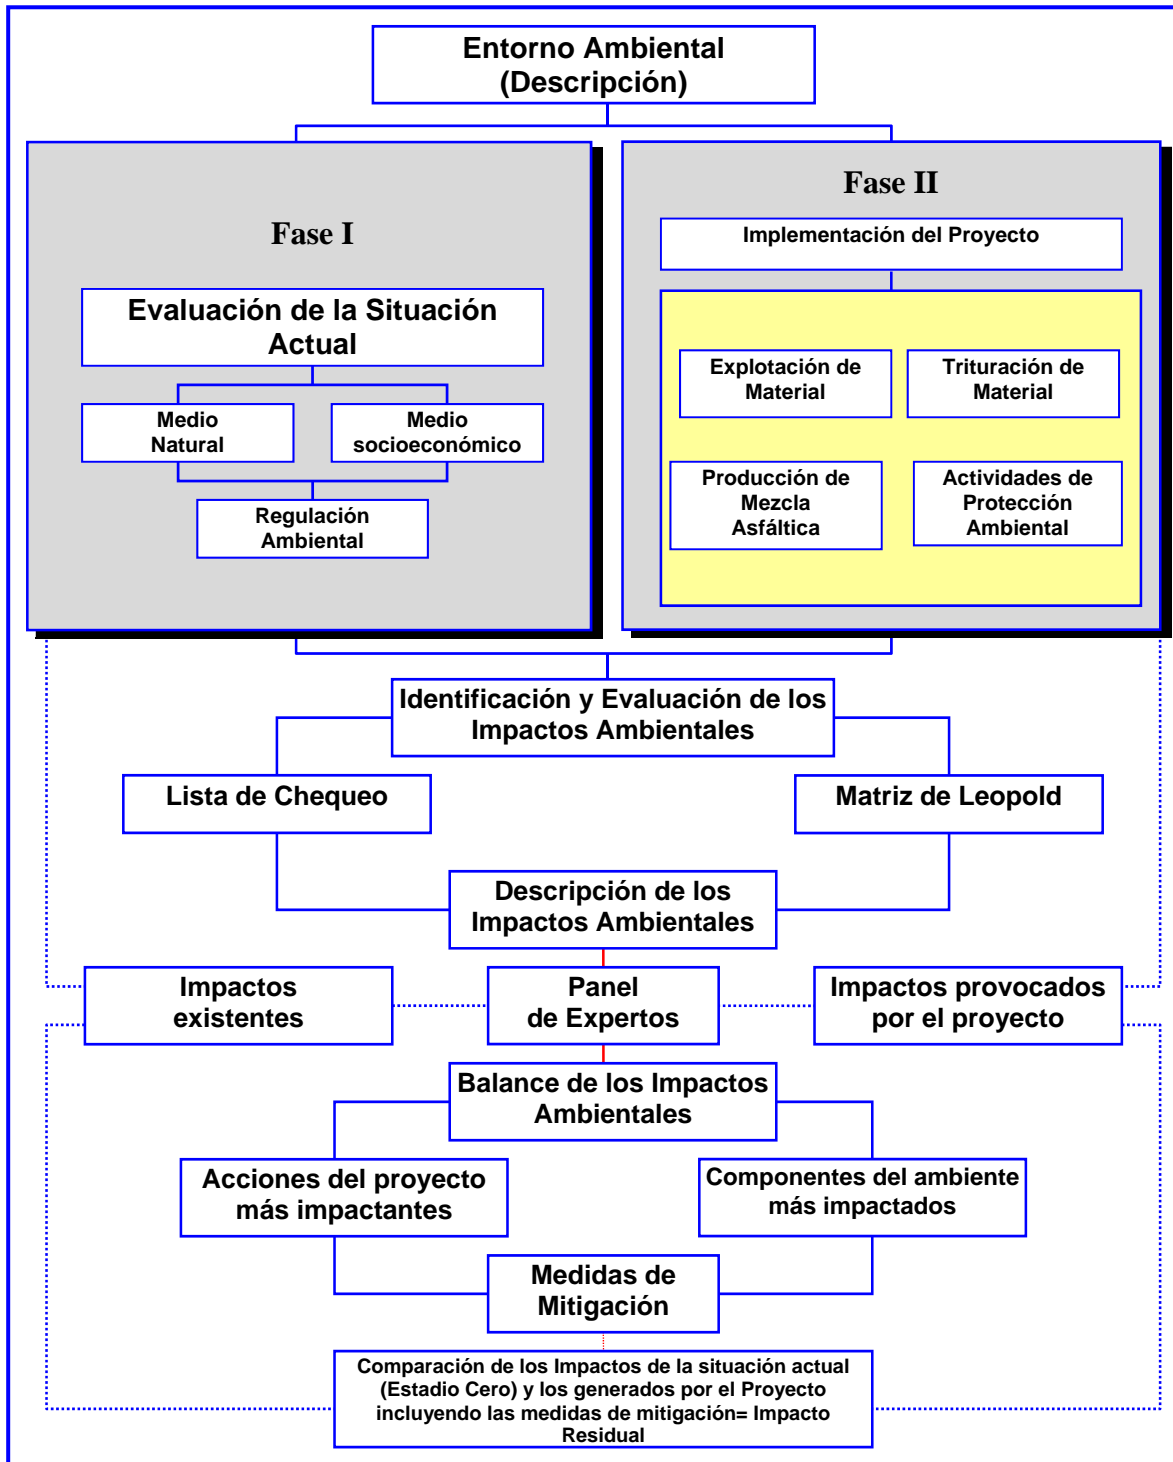 Entorno Ambiental
(Descripción)
Fase I
Evaluación de la Situación
Actual
Medio
Natural
Medio
socioeconómico
Regulación
Ambiental
Fase II
Implementación del Proyecto
Explotación de
Material
Trituración de
Material
Producción de
Mezcla
Asfáltica
Actividades de
Protección
Ambiental
Identificación y Evaluación de los
Impactos Ambientales
Lista de Chequeo
Matriz de Leopold
Descripción de los
Impactos Ambientales
Impactos
existentes
Panel
de Expertos
Impactos provocados
por el proyecto
Balance de los Impactos
Ambientales
Acciones del proyecto
más impactantes
Componentes del ambiente
más impactados
Medidas de
Mitigación
Comparación de los Impactos de la situación actual
(Estadio Cero) y los generados por el Proyecto
incluyendo las medidas de mitigación= Impacto
Residual